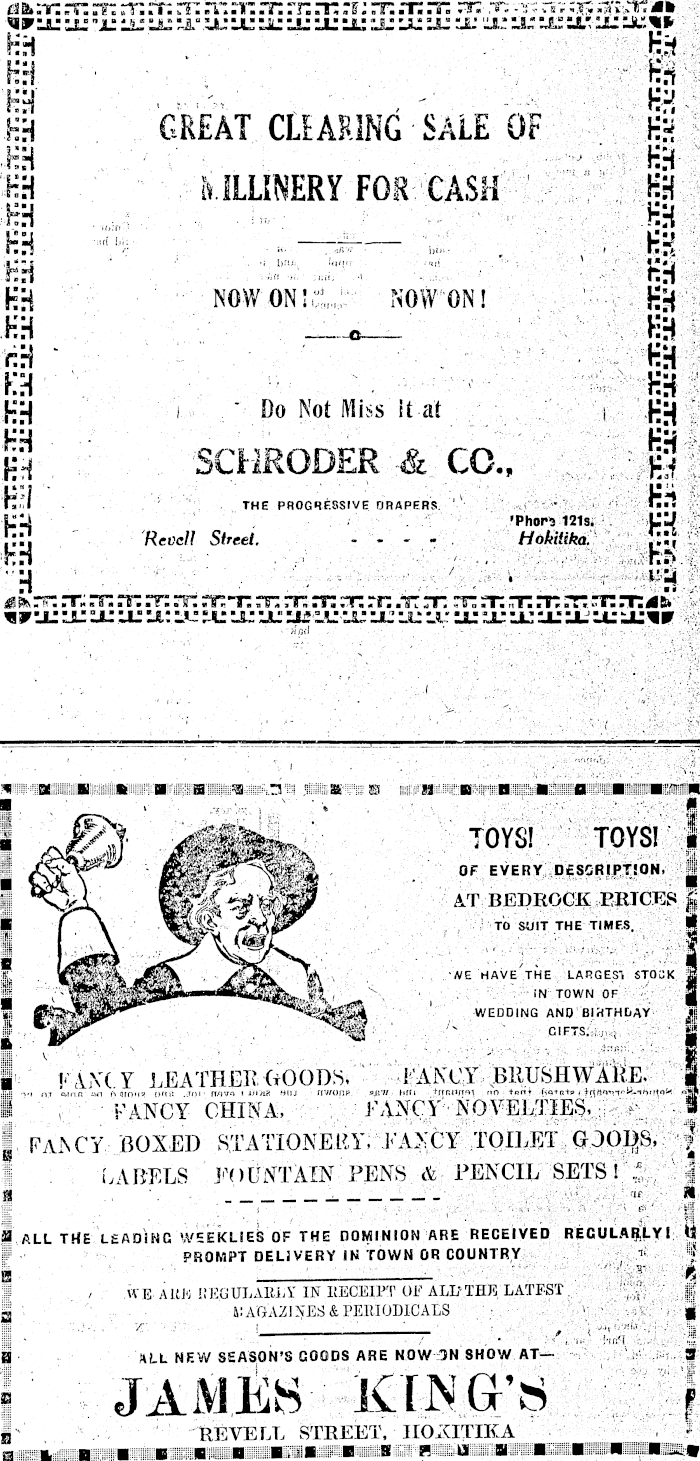 GREAT CLEARING SALE OF
MILLINERY FOR CASH
NOW ON! NOW ON!
Do Not Miss It at
SCHRODER & CO.,
THE PROGRESSIVE DRAPERS.
'Phone 121s.
Revell Street. - - - - Hokitika.
TOYS! TOYS!
OF EVERY DESCRIPTION,
AT BEDROCK PRICES
TO SUIT THE TIMES.
WE HAVE THE LARGEST STOCK
IN TOWN OF
WEDDING AND BIRTHDAY
GIFTS.
FANCY LEATHER GOODS, FANCY BRUSHWARE.
FANCY CHINA, FANCY NOVELTIES,
FANCY BOXED STATIONERY, FANCY TOILET GOODS,
LABELS FOUNTAIN PENS & PENCIL SETS!
ALL THE LEADING WEEKLIES OF THE DOMINION ARE RECEIVED REGULARLY!
PROMPT DELIVERY IN TOWN OR COUNTRY
WE ARE REGULARLY IN RECEIPT OF ALL THE LATEST
MAGAZINES & PERIODICALS
ALL NEW SEASON'S GOODS ARE NOW ON SHOW AT—
JAMES KING'S
REVELL STREET, HOKITIKA